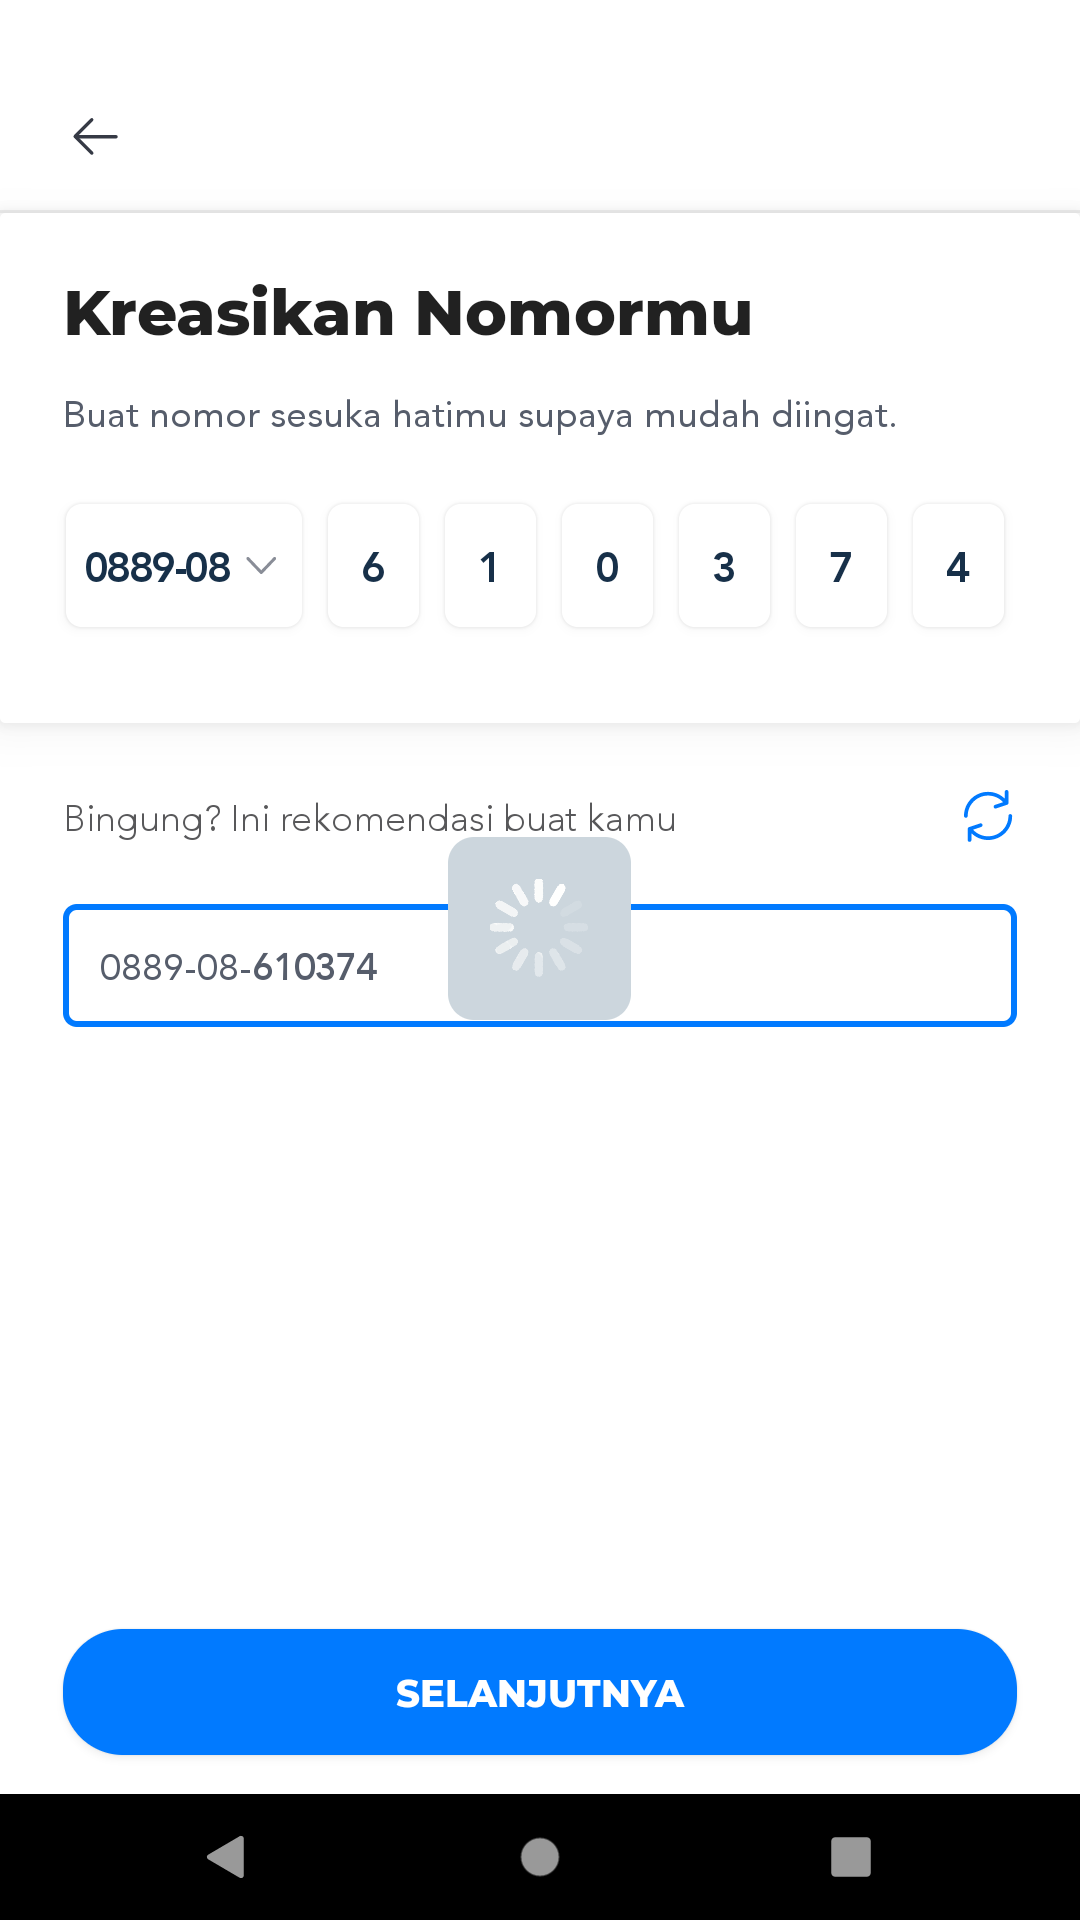 Kreasikan Nomormu
Buat nomor sesuka hatimu supaya mudah diingat.
0889-08 6 1 0 3 7 4
Bingung? Ini rekomendasi buat kamu
0889-08-610374
SELANJUTNYA